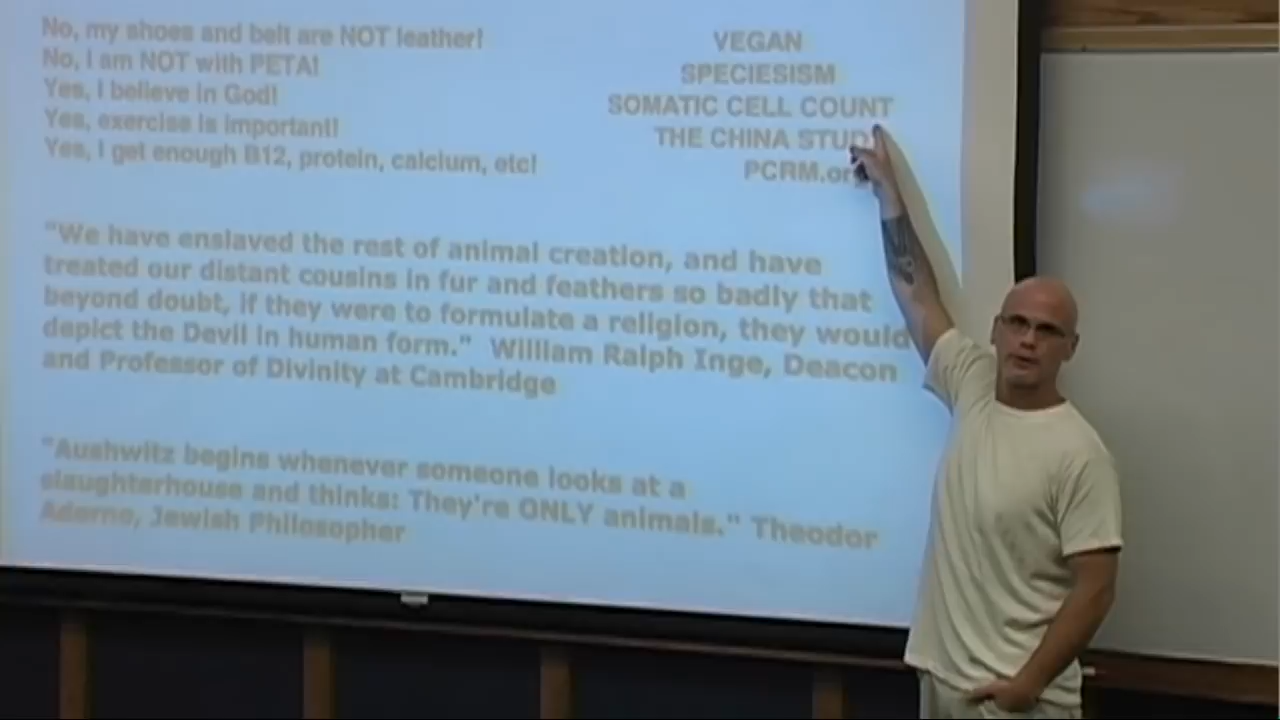 No, my shoes and belt are NOT leather!
No, I am NOT with PETA!
Yes, I believe in God!
Yes, exercise is important!
Yes, I get enough B12, protein, calcium, etc!
VEGAN
SPECIESISM
SOMATIC CELL COUNT
THE CHINA
PCRM.org
"We have enslaved the rest of animal creation, and have
treated our distant cousins in fur and feathers so badly that
beyond doubt, if they were to formulate a religion, they would
depict the Devil in human form." William Ralph Inge, Deacon
and Professor of Divinity at Cambridge
"Aushwitz begins whenever someone looks at a
slaughterhouse and thinks: They're ONLY animals." Theodor
Adorno, Jewish Philosopher